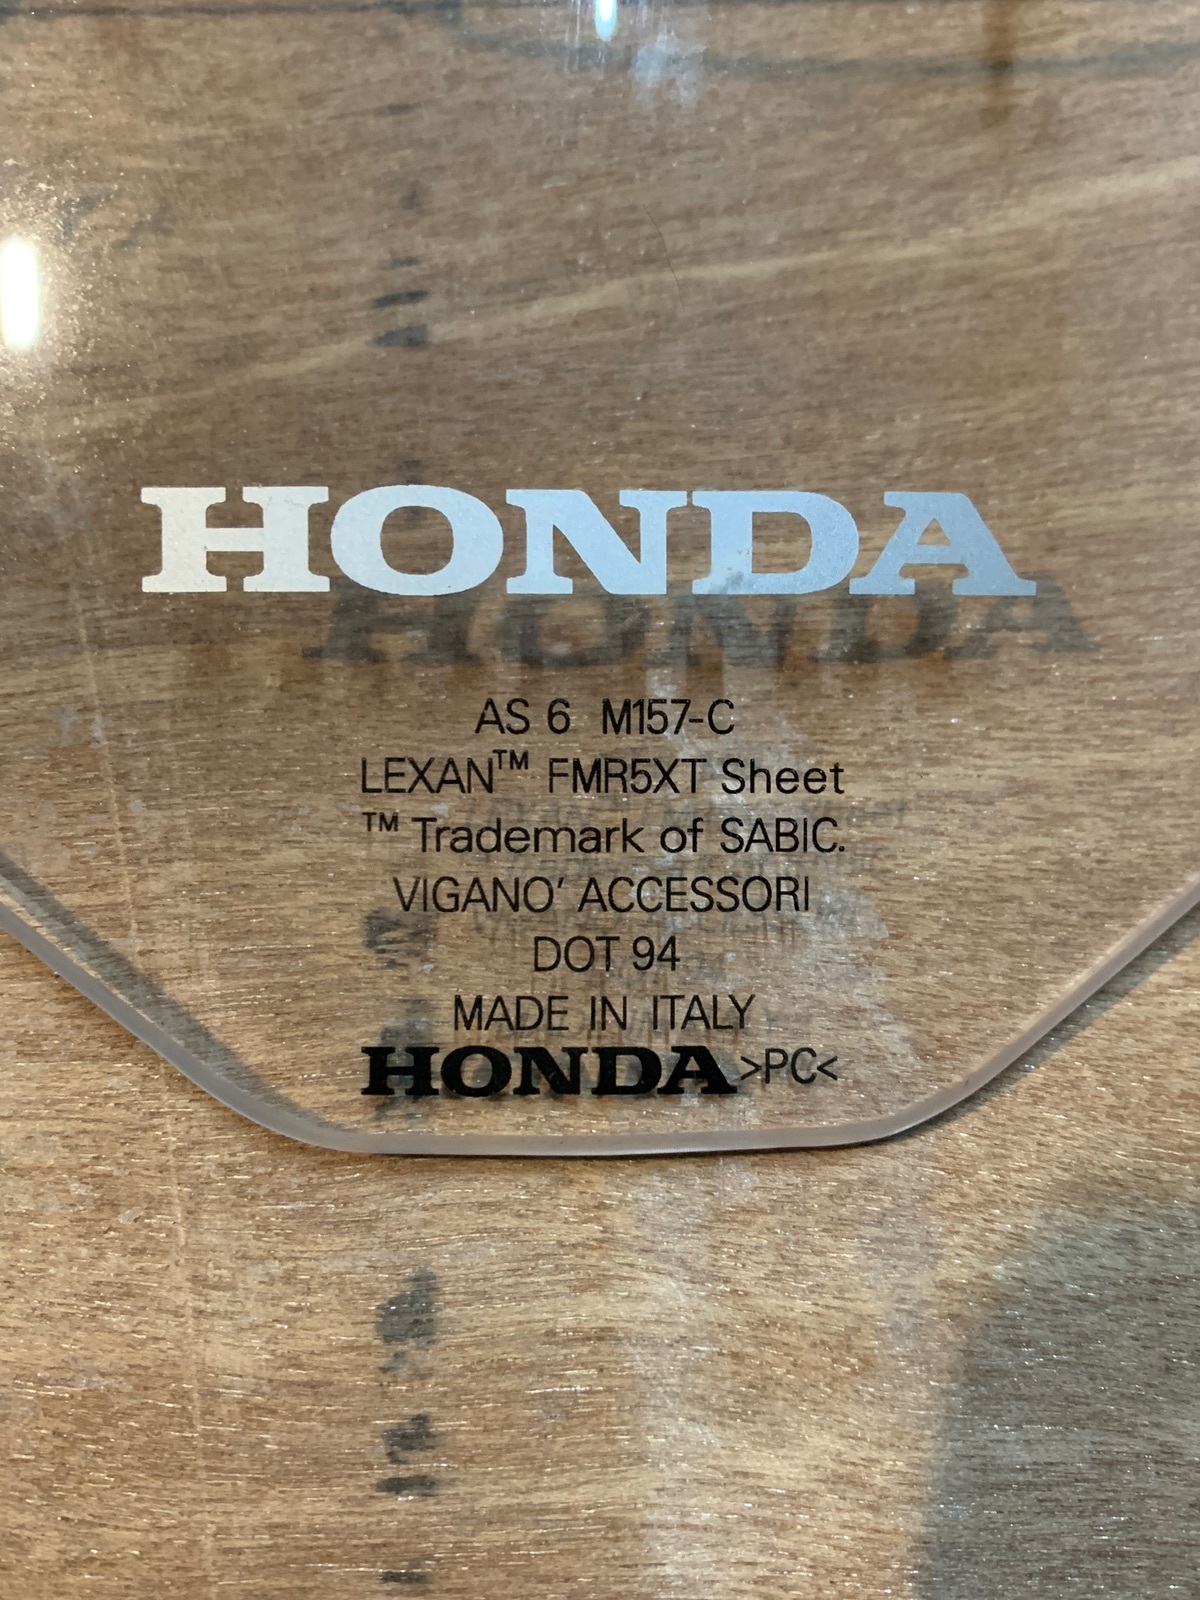 HONDA
AS 6 M157-C
LEXAN™ FMR5XT Sheet
™ Trademark of SABIC.
VIGANO' ACCESSORI
DOT 94
MADE IN ITALY
HONDA >PC<